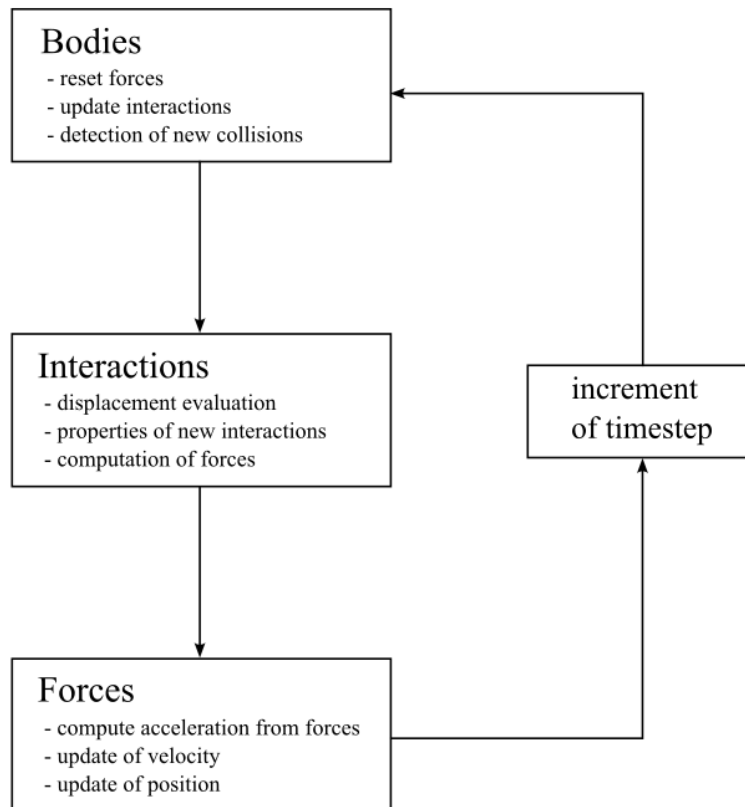 Bodies
- reset forces
- update interactions
- detection of new collisions
Interactions
- displacement evaluation
- properties of new interactions
- computation of forces
increment
of timestep
Forces
- compute acceleration from forces
- update of velocity
- update of position